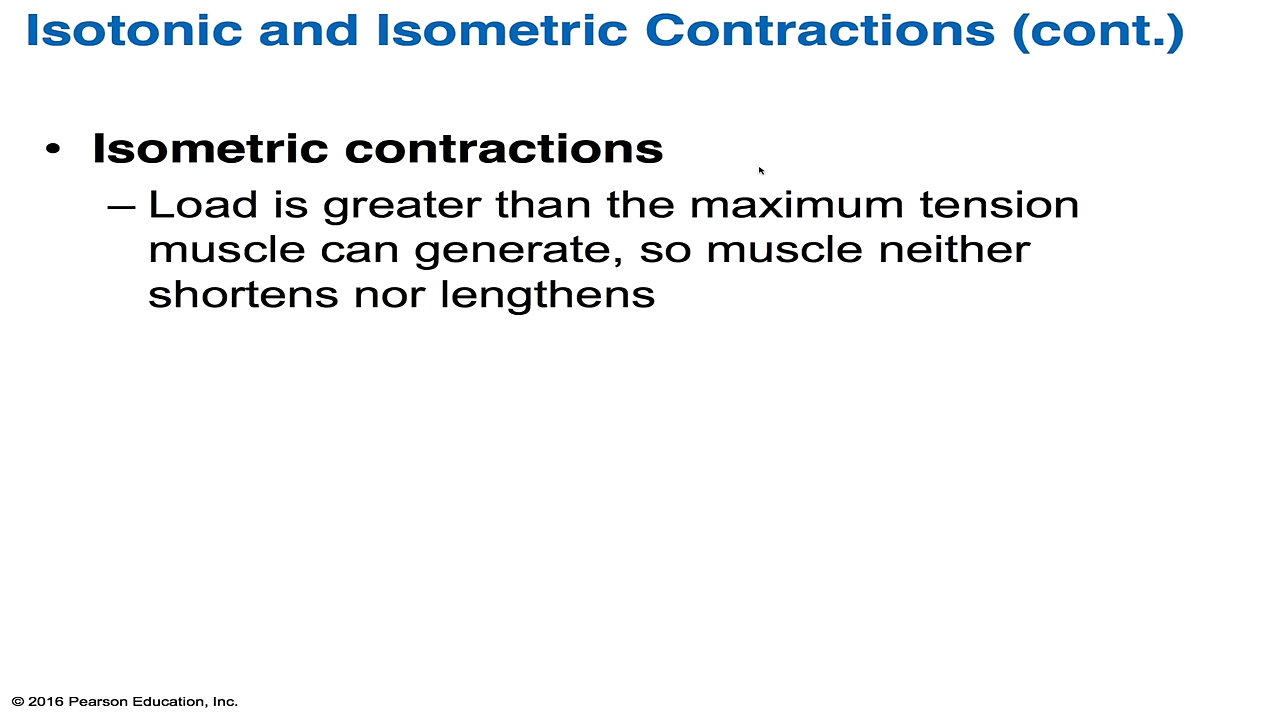 Isotonic and Isometric Contractions (cont.)
• Isometric contractions
– Load is greater than the maximum tension
muscle can generate, so muscle neither
shortens nor lengthens
© 2016 Pearson Education, Inc.